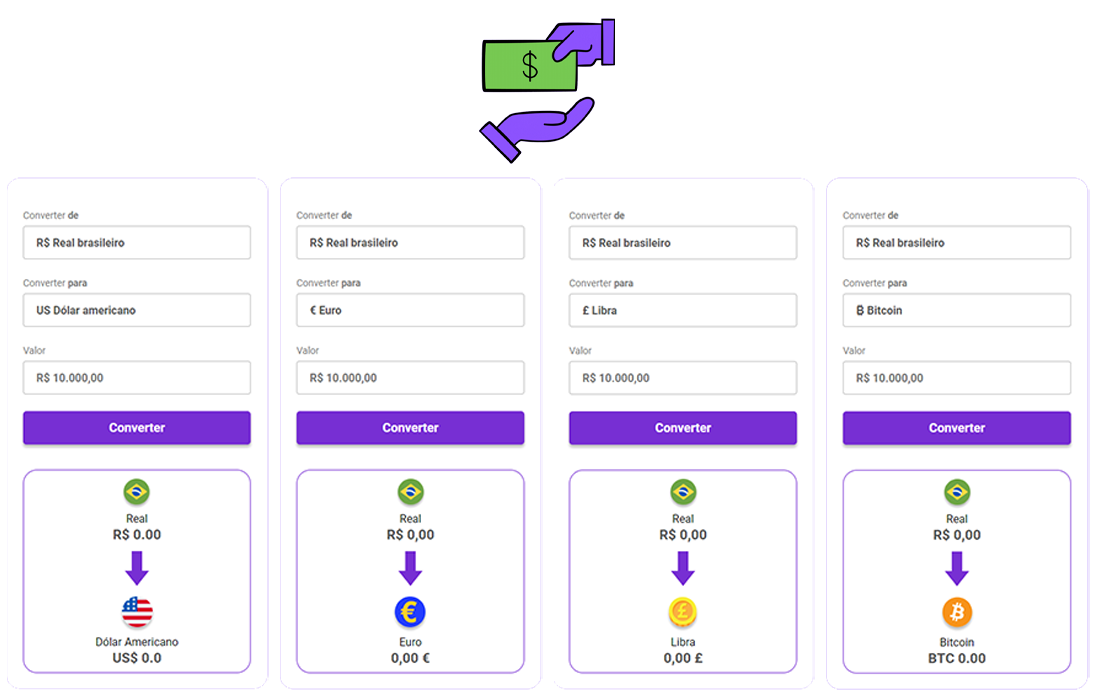 $
Converter de
R$ Real brasileiro
Converter para
US Dólar americano
Valor
R$ 10.000,00
Converter
Real
R$ 0.00
Dólar Americano
US$ 0.0
Converter de
R$ Real brasileiro
Converter para
€ Euro
Valor
R$ 10.000,00
Converter
Real
R$ 0,00
€
Euro
0,00 €
Converter de
R$ Real brasileiro
Converter para
£ Libra
Valor
R$ 10.000,00
Converter
Real
R$ 0,00
£
Libra
0,00 £
Converter de
R$ Real brasileiro
Converter para
₿ Bitcoin
Valor
R$ 10.000,00
Converter
Real
R$ 0,00
₿
Bitcoin
BTC 0.00